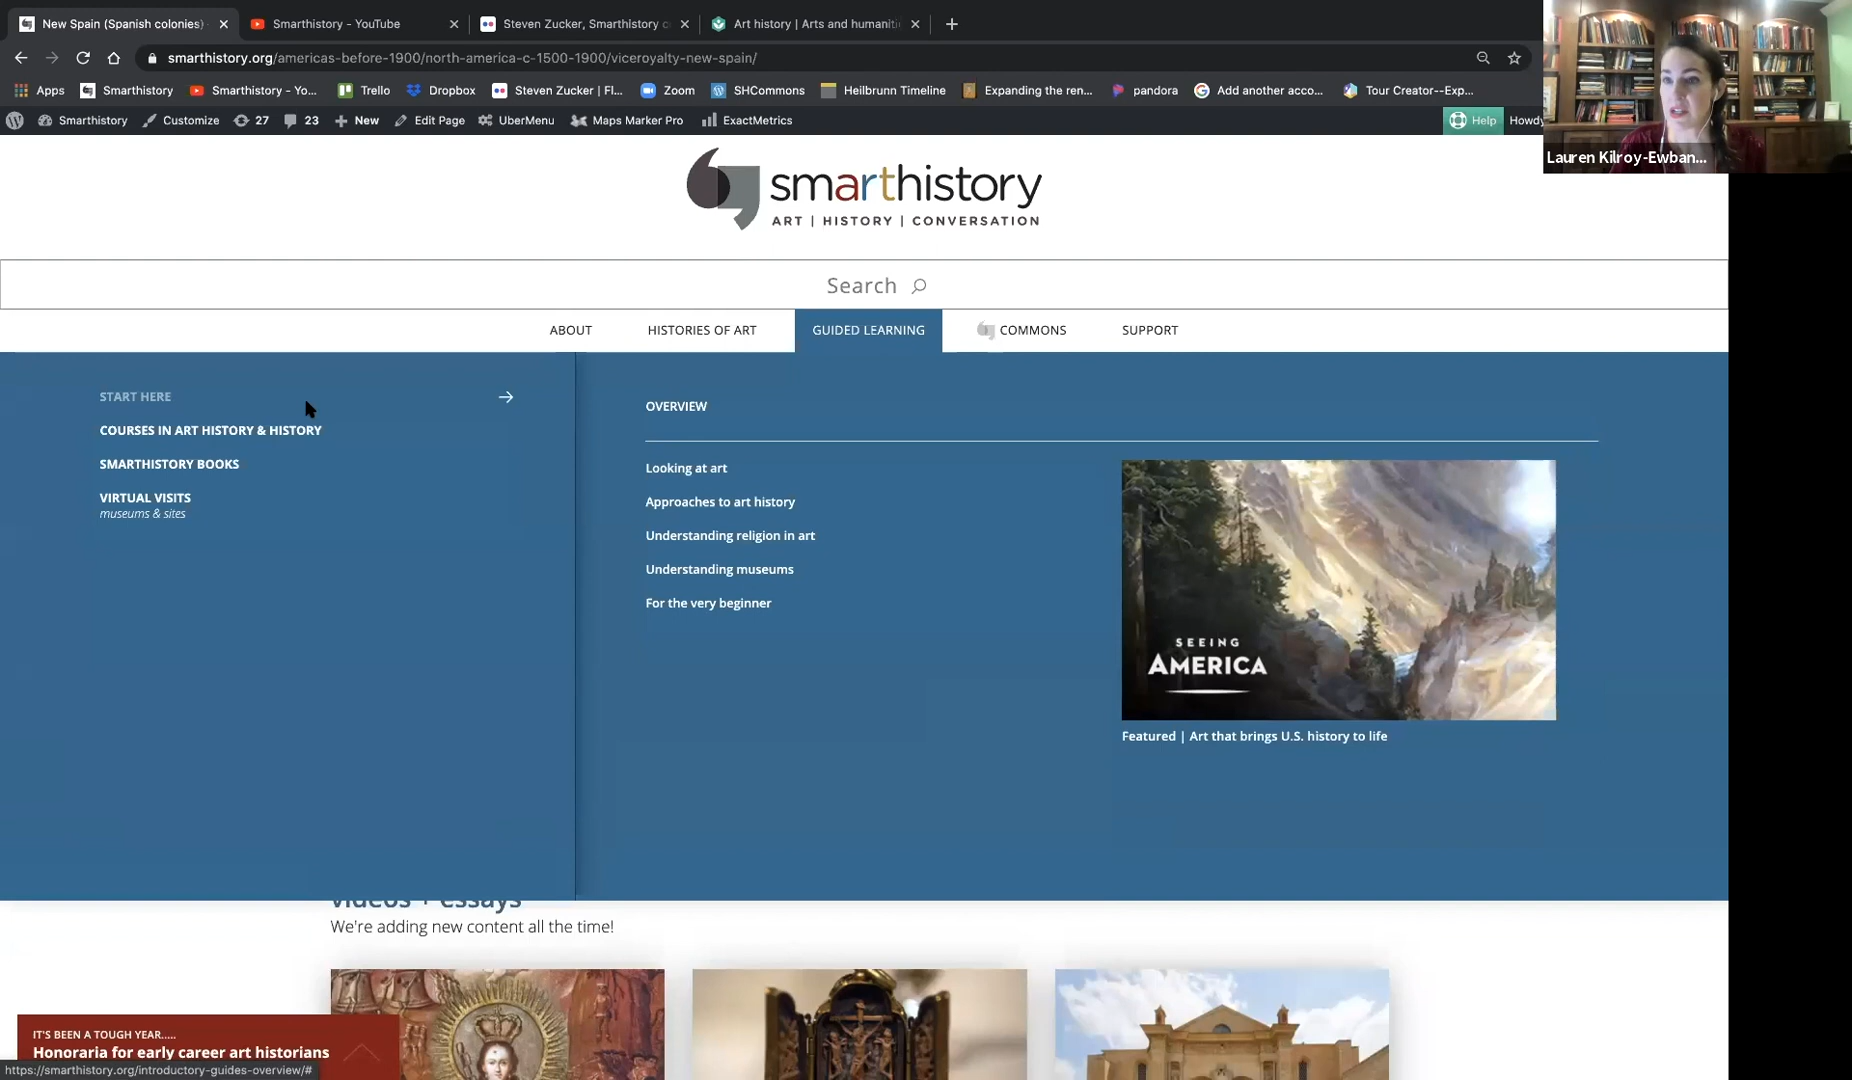 New Spain (Spanish colonies)
Smarthistory - YouTube
Steven Zucker, Smarthistory c
Art history | Arts and humaniti
smarthistory.org/americas-before-1900/north-america-c-1500-1900/viceroyalty-new-spain/
Apps Smarthistory Smarthistory - Yo... Trello Dropbox Steven Zucker | Fl... Zoom SHCommons Heilbrunn Timeline Expanding the ren... pandora Add another acco... Tour Creator--Exp...
Smarthistory Customize 27 23 New Edit Page UberMenu Maps Marker Pro ExactMetrics Help Howdy
Lauren Kilroy-Ewban...
smarthistory
ART | HISTORY | CONVERSATION
Search
ABOUT HISTORIES OF ART GUIDED LEARNING COMMONS SUPPORT
START HERE
COURSES IN ART HISTORY & HISTORY
SMARTHISTORY BOOKS
VIRTUAL VISITS
museums & sites
OVERVIEW
Looking at art
Approaches to art history
Understanding religion in art
Understanding museums
For the very beginner
SEEING
AMERICA
Featured | Art that brings U.S. history to life
videos + essays
We're adding new content all the time!
IT'S BEEN A TOUGH YEAR.....
Honoraria for early career art historians
https://smarthistory.org/introductory-guides-overview/#